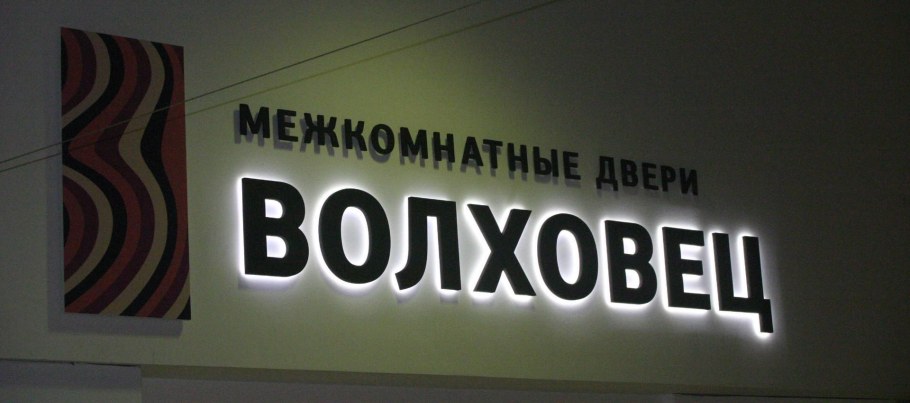 МЕЖКОМНАТНЫЕ ДВЕРИ
ВОЛХОВЕЦ